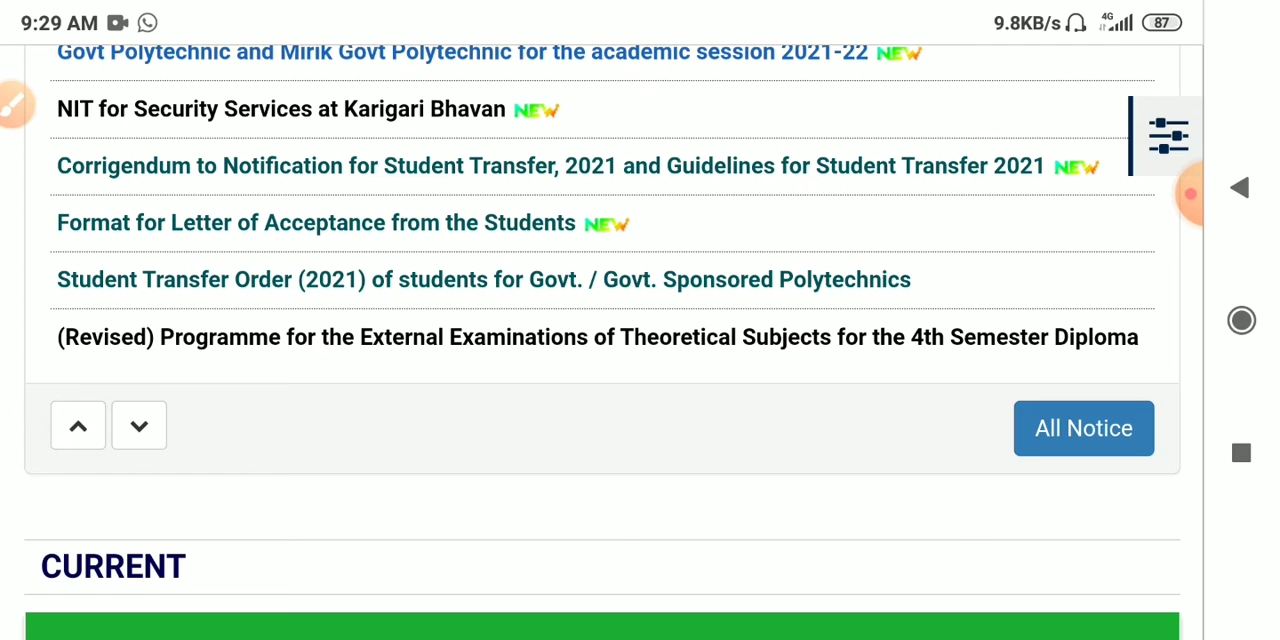 9:29 AM
9.8KB/s 4G 87
Govt Polytechnic and Mirik Govt Polytechnic for the academic session 2021-22 NEW
NIT for Security Services at Karigari Bhavan NEW
Corrigendum to Notification for Student Transfer, 2021 and Guidelines for Student Transfer 2021 NEW
Format for Letter of Acceptance from the Students NEW
Student Transfer Order (2021) of students for Govt. / Govt. Sponsored Polytechnics
(Revised) Programme for the External Examinations of Theoretical Subjects for the 4th Semester Diploma
All Notice
CURRENT